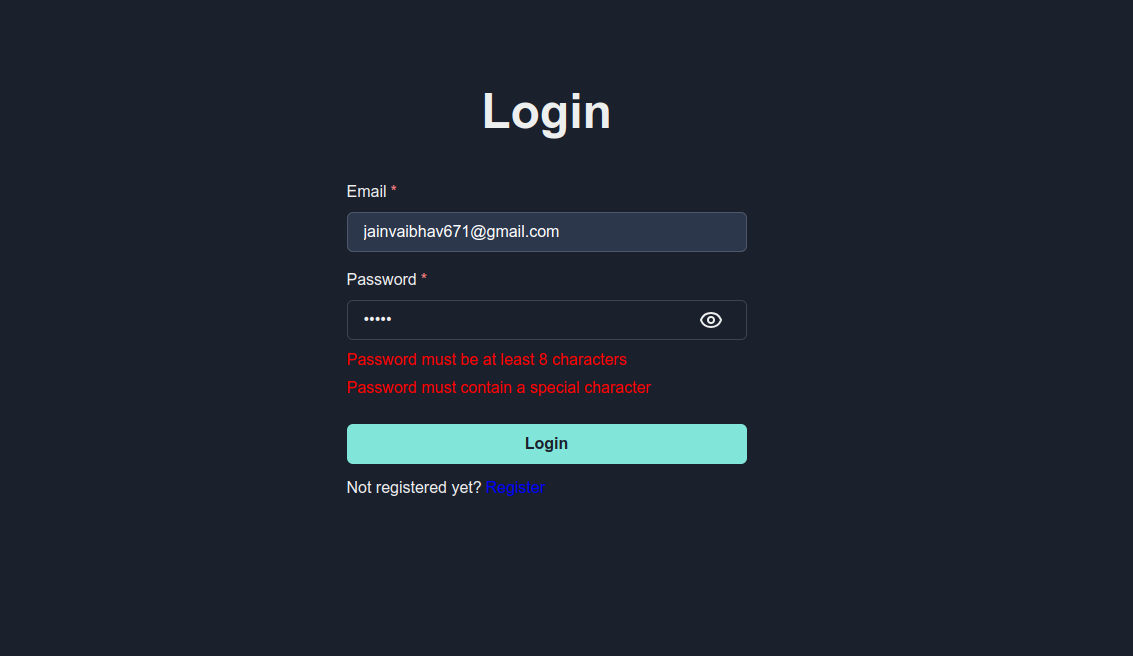 Login
Email *
jainvaibhav671@gmail.com
Password *
•••••
Password must be at least 8 characters
Password must contain a special character
Login
Not registered yet? Register